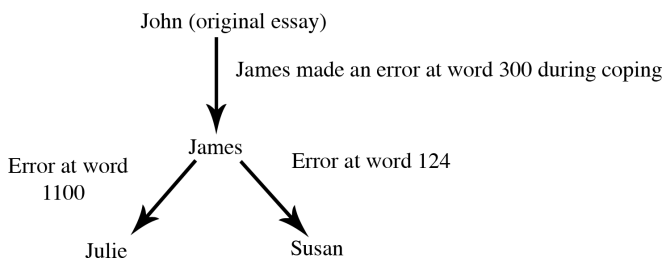 John (original essay)
James made an error at word 300 during coping
James
Error at word
1100
Error at word 124
Julie
Susan